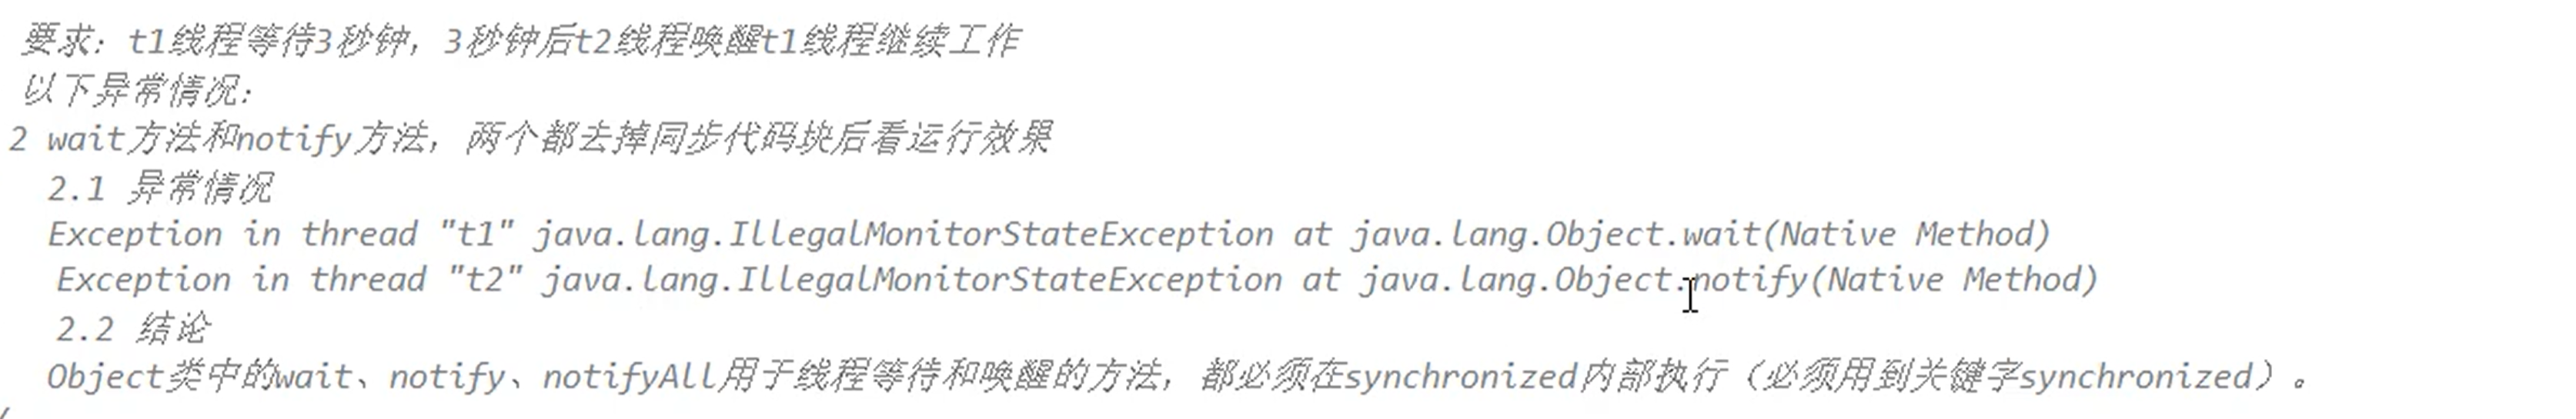 要求：t1线程等待3秒钟，3秒钟后t2线程唤醒t1线程继续工作
以下异常情况：
2 wait方法和notify方法，两个都去掉同步代码块后看运行效果
2.1 异常情况
Exception in thread "t1" java.lang.IllegalMonitorStateException at java.lang.Object.wait(Native Method)
Exception in thread "t2" java.lang.IllegalMonitorStateException at java.lang.Object.notify(Native Method)
2.2 结论
Object类中的wait、notify、notifyAll用于线程等待和唤醒的方法，都必须在synchronized内部执行（必须用到关键字synchronized）。